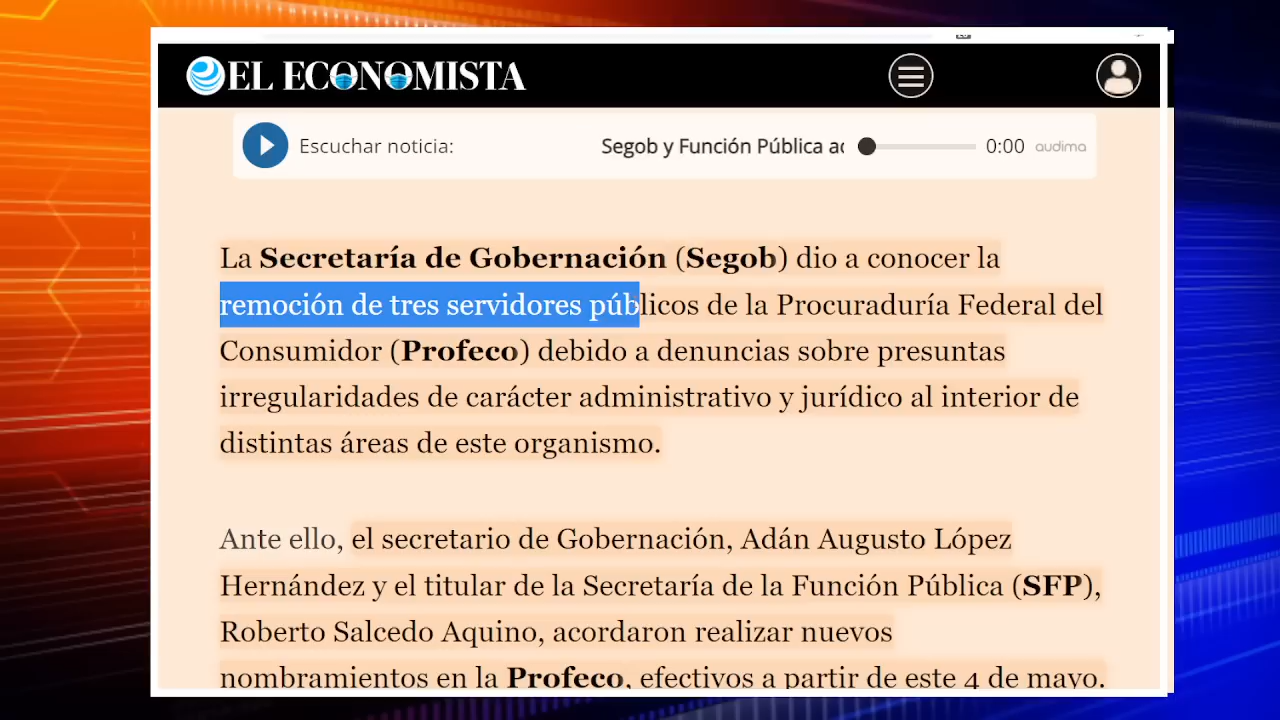 EL ECONOMISTA
Escuchar noticia:
Segob y Función Pública
0:00
audima
La Secretaría de Gobernación (Segob) dio a conocer la
remoción de tres servidores públicos de la Procuraduría Federal del
Consumidor (Profeco) debido a denuncias sobre presuntas
irregularidades de carácter administrativo y jurídico al interior de
distintas áreas de este organismo.
Ante ello, el secretario de Gobernación, Adán Augusto López
Hernández y el titular de la Secretaría de la Función Pública (SFP),
Roberto Salcedo Aquino, acordaron realizar nuevos
nombramientos en la Profeco, efectivos a partir de este 4 de mayo.